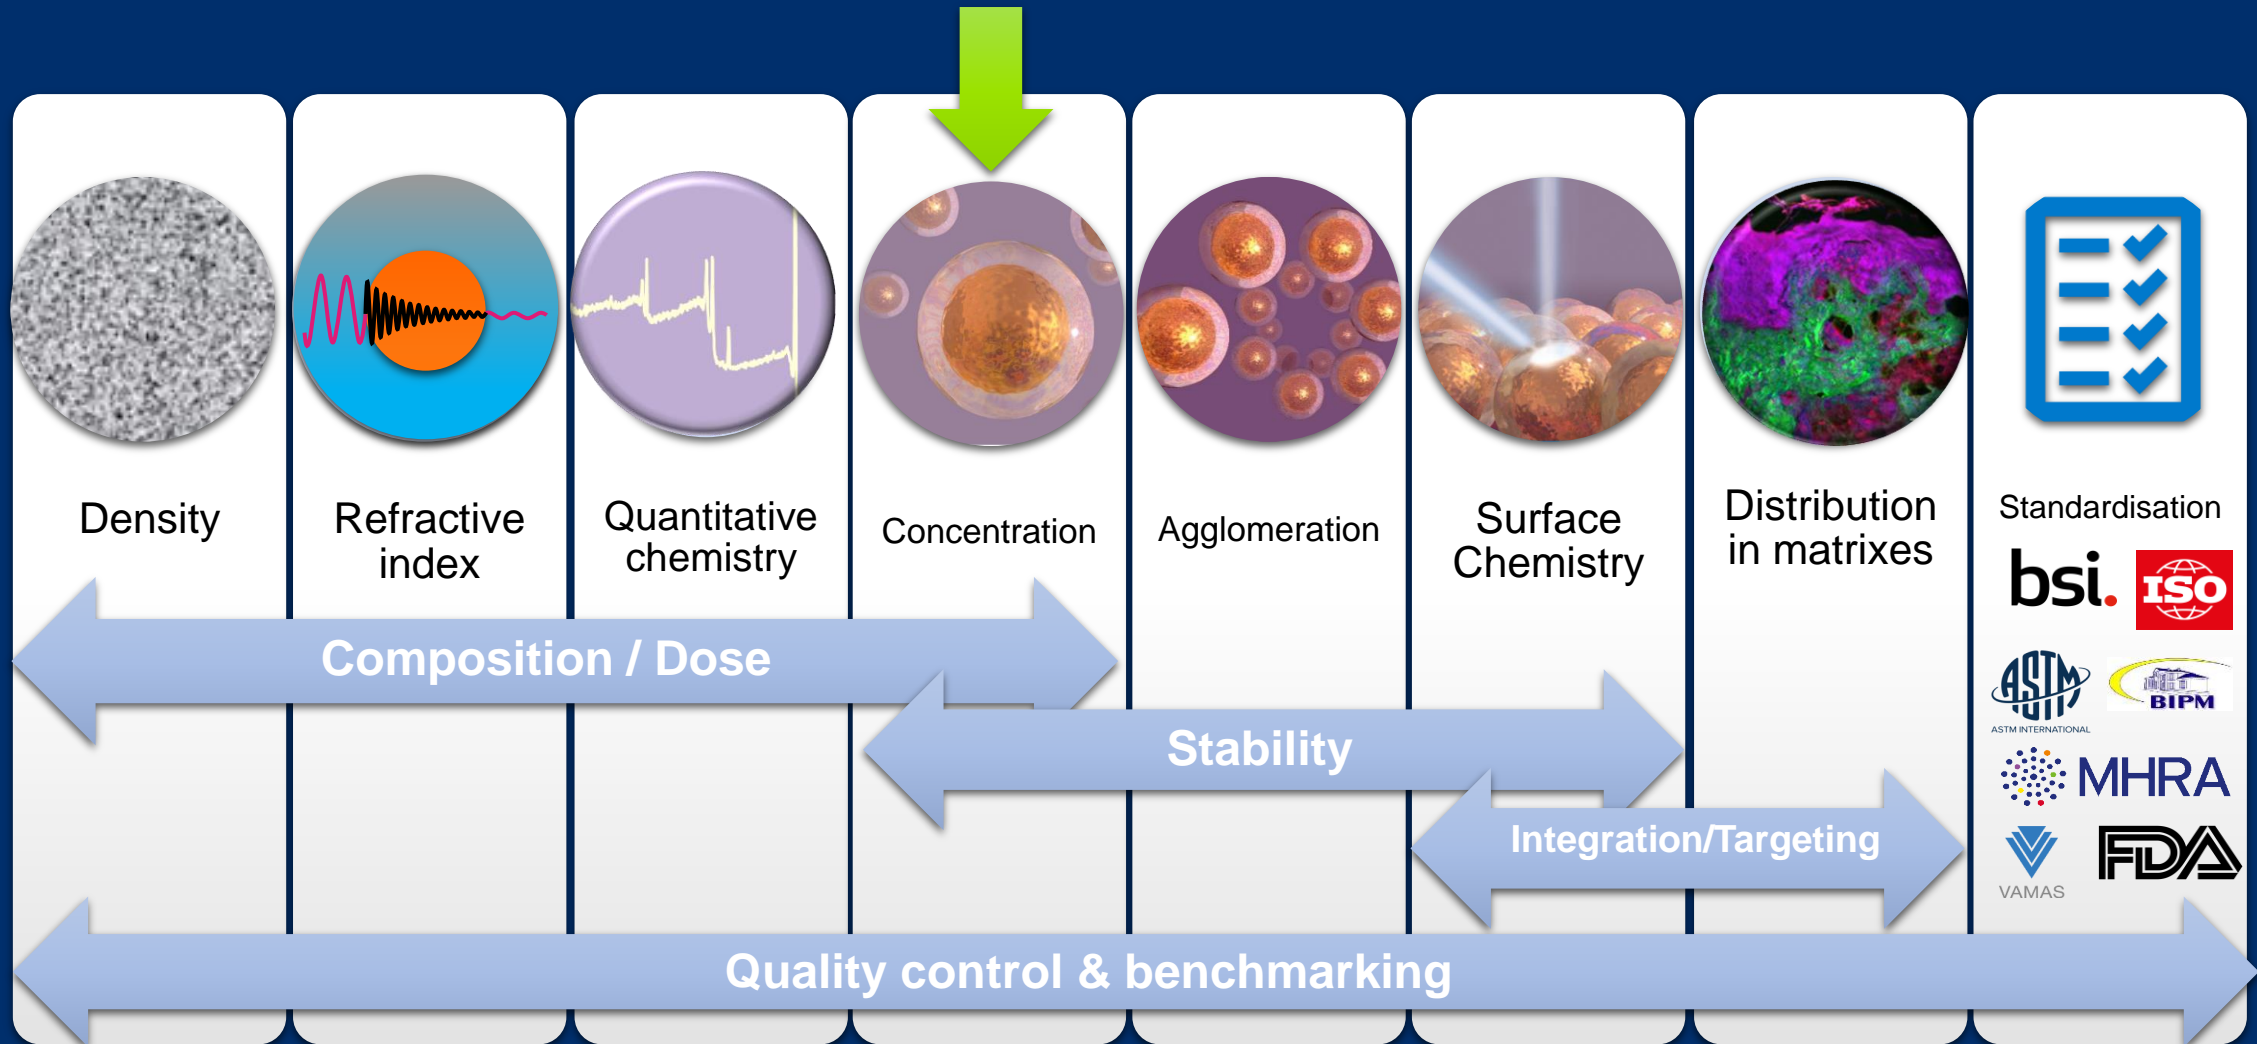 Density
Refractive
index
Quantitative
chemistry
Concentration
Agglomeration
Surface
Chemistry
Distribution
in matrixes
Standardisation
bsi.
ISO
ASTM
ASTM INTERNATIONAL
BIPM
MHRA
VAMAS
FDA
Composition / Dose
Stability
Integration/Targeting
Quality control & benchmarking